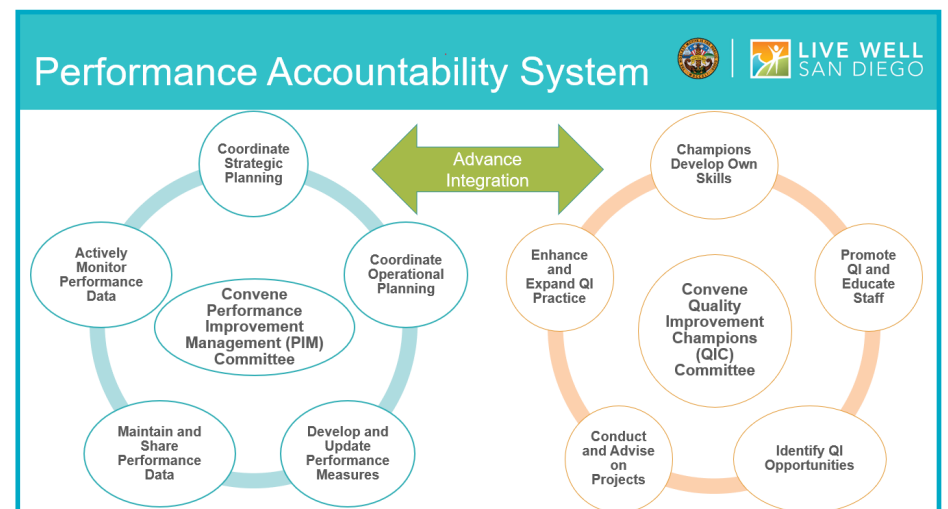 Performance Accountability System
LIVE WELL
SAN DIEGO
Coordinate
Strategic
Planning
Coordinate
Operational
Planning
Develop and
Update
Performance
Measures
Maintain and
Share
Performance
Data
Actively
Monitor
Performance
Data
Convene
Performance
Improvement
Management (PIM)
Committee
Advance
Integration
Champions
Develop Own
Skills
Promote
QI and
Educate
Staff
Identify QI
Opportunities
Conduct
and Advise
on
Projects
Enhance
and
Expand QI
Practice
Convene
Quality
Improvement
Champions
(QIC)
Committee